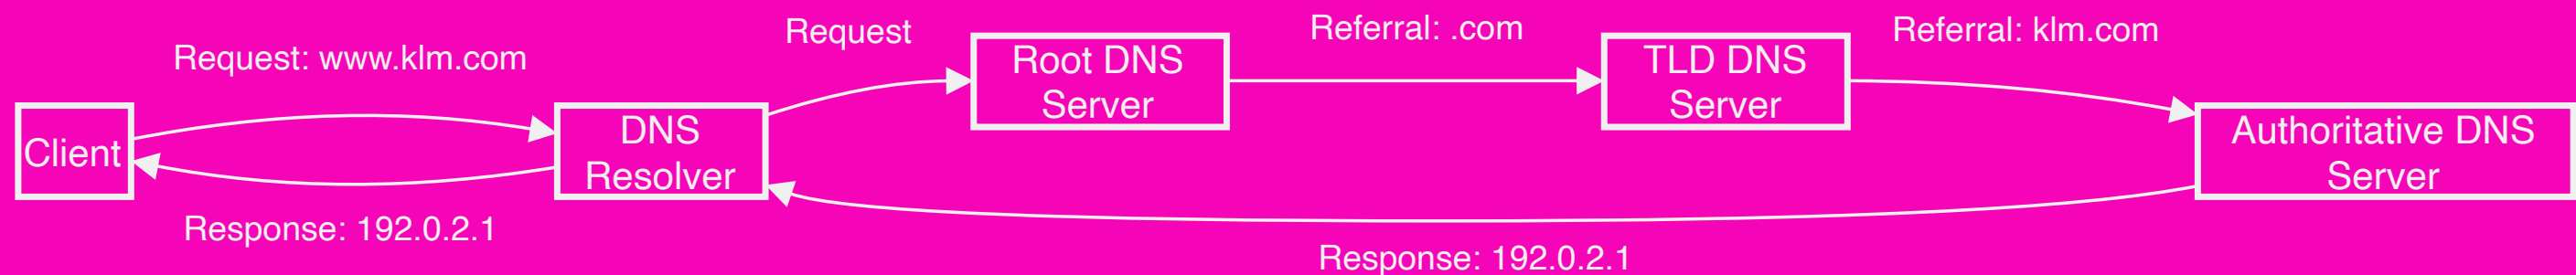 Request: www.klm.com
Request
Referral: .com
Referral: klm.com
Client
DNS
Resolver
Root DNS
Server
TLD DNS
Server
Authoritative DNS
Server
Response: 192.0.2.1
Response: 192.0.2.1